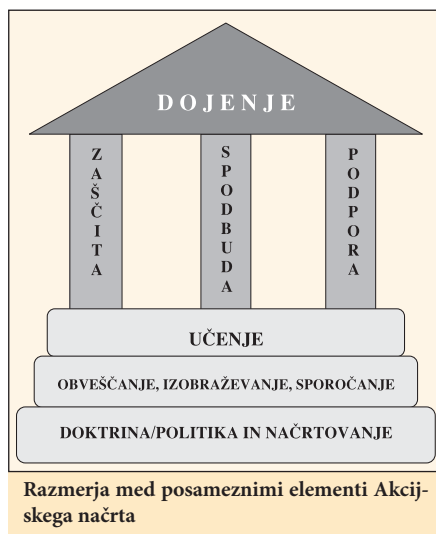 DOJENJE
ZAŠČITA
SPODBUDA
PODPORA
UČENJE
OBVEŠČANJE, IZOBRAŽEVANJE, SPOROČANJE
DOKTRINA/POLITIKA IN NAČRTOVANJE
Razmerja med posameznimi elementi Akcij-
skega načrta